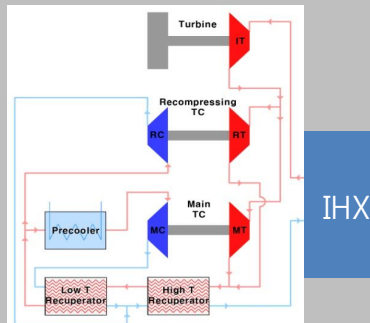 Turbine
IT
Recompressing
TC
RC
RT
IHX
Main
TC
Precooler
MC
MT
Low T
Recuperator
High T
Recuperator